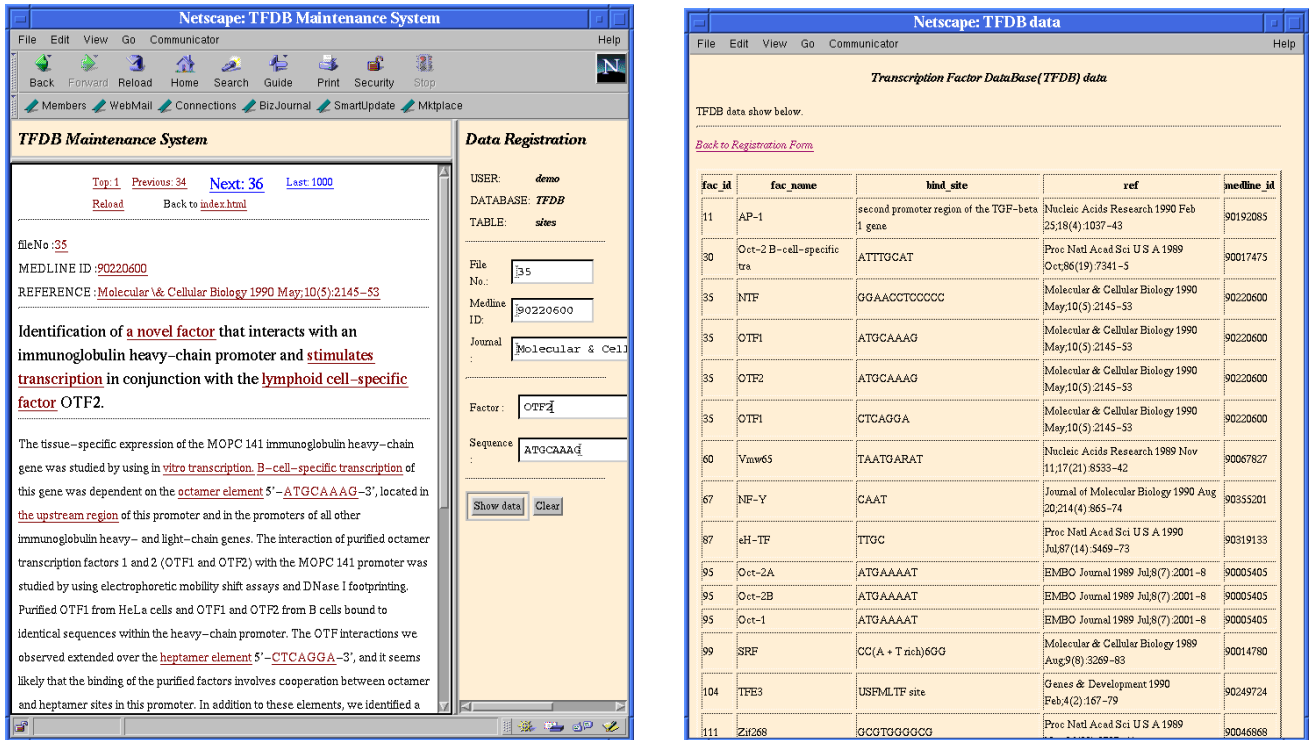 Netscape: TFDB Maintenance System
File Edit View Go Communicator Help
Back Forward Reload Home Search Guide Print Security Stop
N
Members WebMail Connections BizJournal SmartUpdate Mktplace
TFDB Maintenance System
Top: 1 Previous: 34 Next: 36 Last: 1000
Reload Back to index.html
fileNo :35
MEDLINE ID :90220600
REFERENCE : Molecular \& Cellular Biology 1990 May;10(5):2145-53
Identification of a novel factor that interacts with an
immunoglobulin heavy-chain promoter and stimulates
transcription in conjunction with the lymphoid cell-specific
factor OTF2.
The tissue-specific expression of the MOPC 141 immunoglobulin heavy-chain
gene was studied by using in vitro transcription. B-cell-specific transcription of
this gene was dependent on the octamer element 5'-ATGCAAAG-3', located in
the upstream region of this promoter and in the promoters of all other
immunoglobulin heavy- and light-chain genes. The interaction of purified octamer
transcription factors 1 and 2 (OTF1 and OTF2) with the MOPC 141 promoter was
studied by using electrophoretic mobility shift assays and DNase I footprinting.
Purified OTF1 from HeLa cells and OTF1 and OTF2 from B cells bound to
identical sequences within the heavy-chain promoter. The OTF interactions we
observed extended over the heptamer element 5'-CTCAGGA-3', and it seems
likely that the binding of the purified factors involves cooperation between octamer
and heptamer sites in this promoter. In addition to these elements, we identified a
Data Registration
USER: demo
DATABASE: TFDB
TABLE: sites
File
No.: 35
Medline
ID: 90220600
Journal
: Molecular & Cell
Factor : OTF2
Sequence
: ATGCAAAG
Show data Clear
Netscape: TFDB data
File Edit View Go Communicator Help
Transcription Factor DataBase(TFDB) data
TFDB data show below.
Back to Registration Form
fac_id fac_name bind_site ref medline_id
11 AP-1 second promoter region of the TGF-beta 1 gene Nucleic Acids Research 1990 Feb 25;18(4):1037-43 90192085
30 Oct-2 B-cell-specific tra ATTTGCAT Proc Natl Acad Sci U S A 1989 Oct;86(19):7341-5 90017475
35 NTF GGAACCTCCCCC Molecular & Cellular Biology 1990 May;10(5):2145-53 90220600
35 OTF1 ATGCAAAG Molecular & Cellular Biology 1990 May;10(5):2145-53 90220600
35 OTF2 ATGCAAAG Molecular & Cellular Biology 1990 May;10(5):2145-53 90220600
35 OTF1 CTCAGGA Molecular & Cellular Biology 1990 May;10(5):2145-53 90220600
60 Vmw65 TAATGARAT Nucleic Acids Research 1989 Nov 11;17(21):8533-42 90067827
67 NF-Y CAAT Journal of Molecular Biology 1990 Aug 20;214(4):865-74 90355201
87 eH-TF TTGC Proc Natl Acad Sci U S A 1990 Jul;87(14):5469-73 90319133
95 Oct-2A ATGAAAAT EMBO Journal 1989 Jul;8(7):2001-8 90005405
95 Oct-2B ATGAAAAT EMBO Journal 1989 Jul;8(7):2001-8 90005405
95 Oct-1 ATGAAAAT EMBO Journal 1989 Jul;8(7):2001-8 90005405
99 SRF CC(A + T rich)6GG Molecular & Cellular Biology 1989 Aug;9(8):3269-83 90014780
104 TFE3 USFMLTF site Genes & Development 1990 Feb;4(2):167-79 90249724
111 Zif268 GCGTGGGGCG Proc Natl Acad Sci U S A 1989 90046868